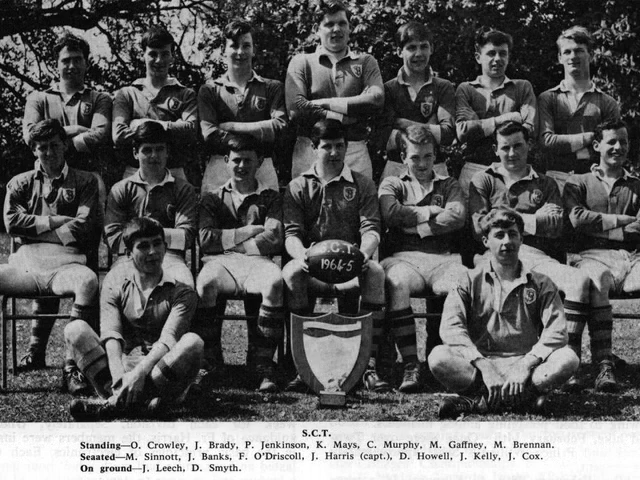 S.C.T.
1964-5
S.C.T.
Standing—O. Crowley, J. Brady, P. Jenkinson, K. Mays, C. Murphy, M. Gaffney, M. Brennan.
Seaated—M. Sinnott, J. Banks, F. O'Driscoll, J. Harris (capt.), D. Howell, J. Kelly, J. Cox.
On ground—J. Leech, D. Smyth.